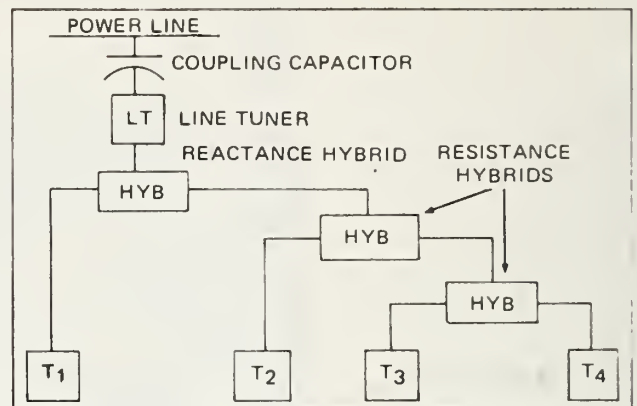 POWER LINE
COUPLING CAPACITOR
LT
LINE TUNER
REACTANCE HYBRID
RESISTANCE
HYBRIDS
HYB
HYB
HYB
T1
T2
T3
T4